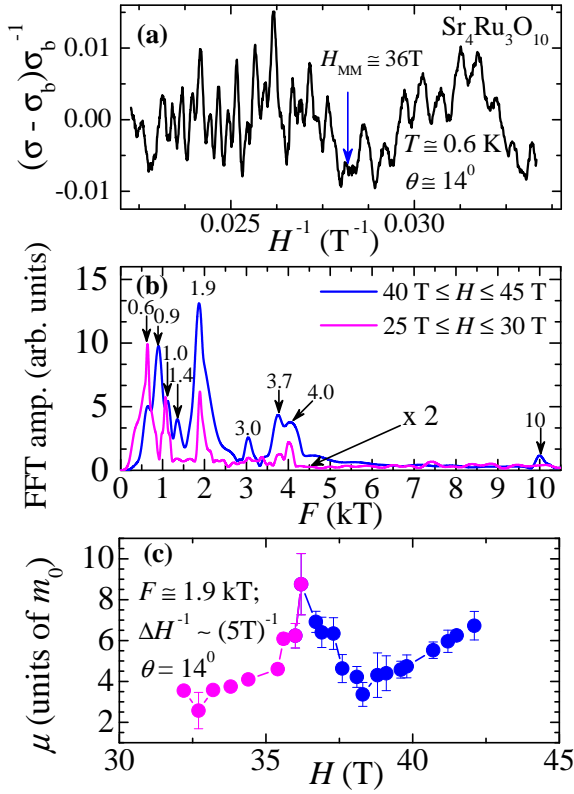 (a)
Sr₄Ru₃O₁₀
H_MM ≅ 36T
T ≅ 0.6 K
θ ≅ 14⁰
(σ - σ_b)σ_b⁻¹
0.01
0.00
-0.01
0.025 0.030
H⁻¹ (T⁻¹)
(b)
40 T ≤ H ≤ 45 T
25 T ≤ H ≤ 30 T
0.6
0.9
1.0
1.4
1.9
3.0
3.7
4.0
x 2
10
FFT amp. (arb. units)
15
10
5
0
0 1 2 3 4 5 6 7 8 9 10
F (kT)
(c)
F ≅ 1.9 kT;
ΔH⁻¹ ~ (5T)⁻¹
θ = 14⁰
μ (units of m₀)
10
8
6
4
2
30 35 40 45
H (T)